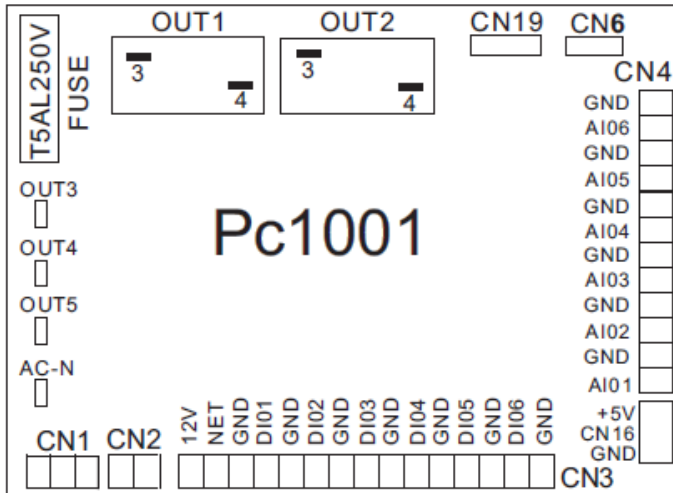 OUT1
OUT2
CN19
CN6
T5AL250V
FUSE
3
4
3
4
CN4
GND
AI06
GND
AI05
GND
AI04
GND
AI03
GND
AI02
GND
AI01
+5V
CN16
GND
OUT3
OUT4
OUT5
AC-N
Pc1001
CN1
CN2
12V
NET
GND
DI01
GND
DI02
GND
DI03
GND
DI04
GND
DI05
GND
DI06
GND
CN3